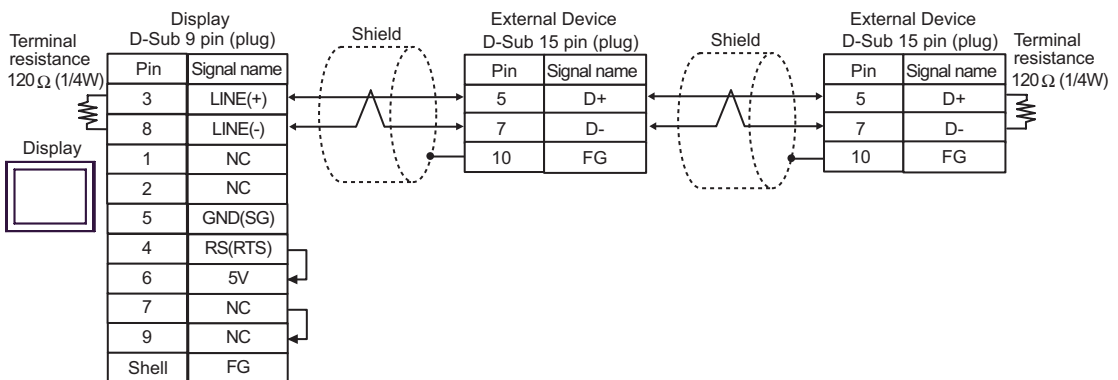 Display
D-Sub 9 pin (plug)
Terminal
resistance
120Ω (1/4W)
Pin Signal name
3 LINE(+)
8 LINE(-)
1 NC
2 NC
5 GND(SG)
4 RS(RTS)
6 5V
7 NC
9 NC
Shell FG
Display
Shield
External Device
D-Sub 15 pin (plug)
Pin Signal name
5 D+
7 D-
10 FG
Shield
External Device
D-Sub 15 pin (plug)
Pin Signal name
5 D+
7 D-
10 FG
Terminal
resistance
120Ω (1/4W)